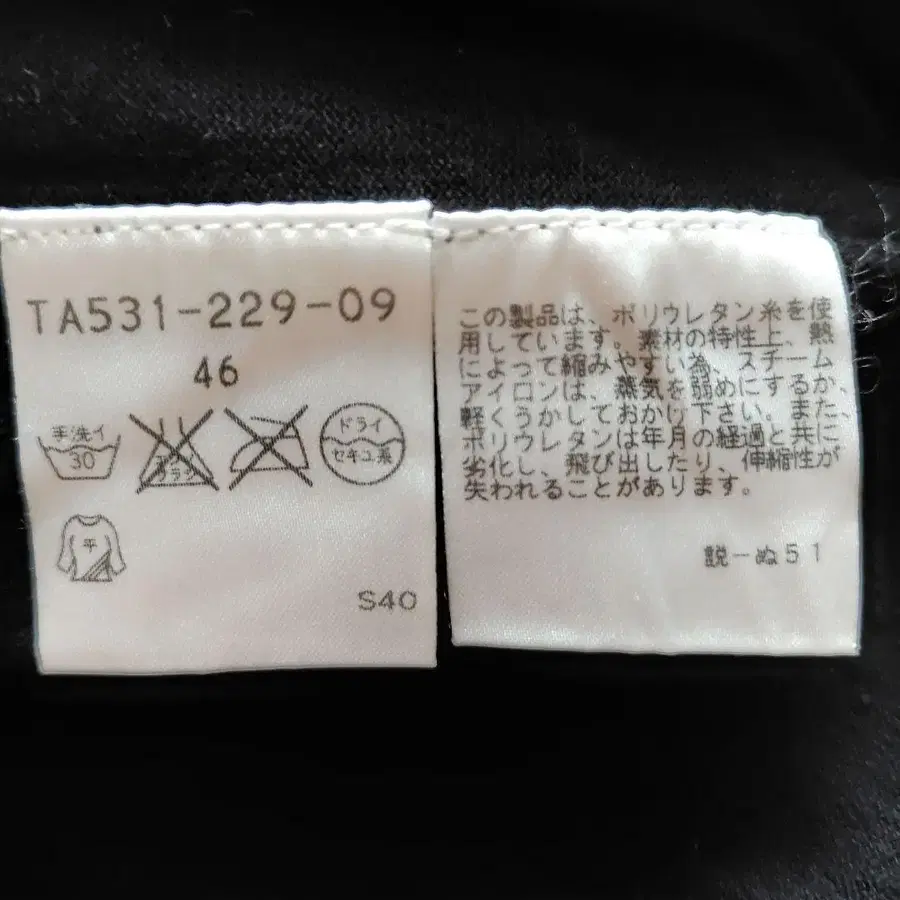 TA531-229-09
46
手洗イ
30
エンソ
サラシ
ドライ
セキユ系
平
S40
この製品は、ポリウレタン糸を使
用しています。素材の特性上、熱
によって縮みやすい為、スチーム
アイロンは、蒸気を弱めにするか、
軽くうかしておかけ下さい。また、
ポリウレタンは年月の経過と共に
劣化し、飛び出したり、伸縮性が
失われることがあります。
説ーぬ51